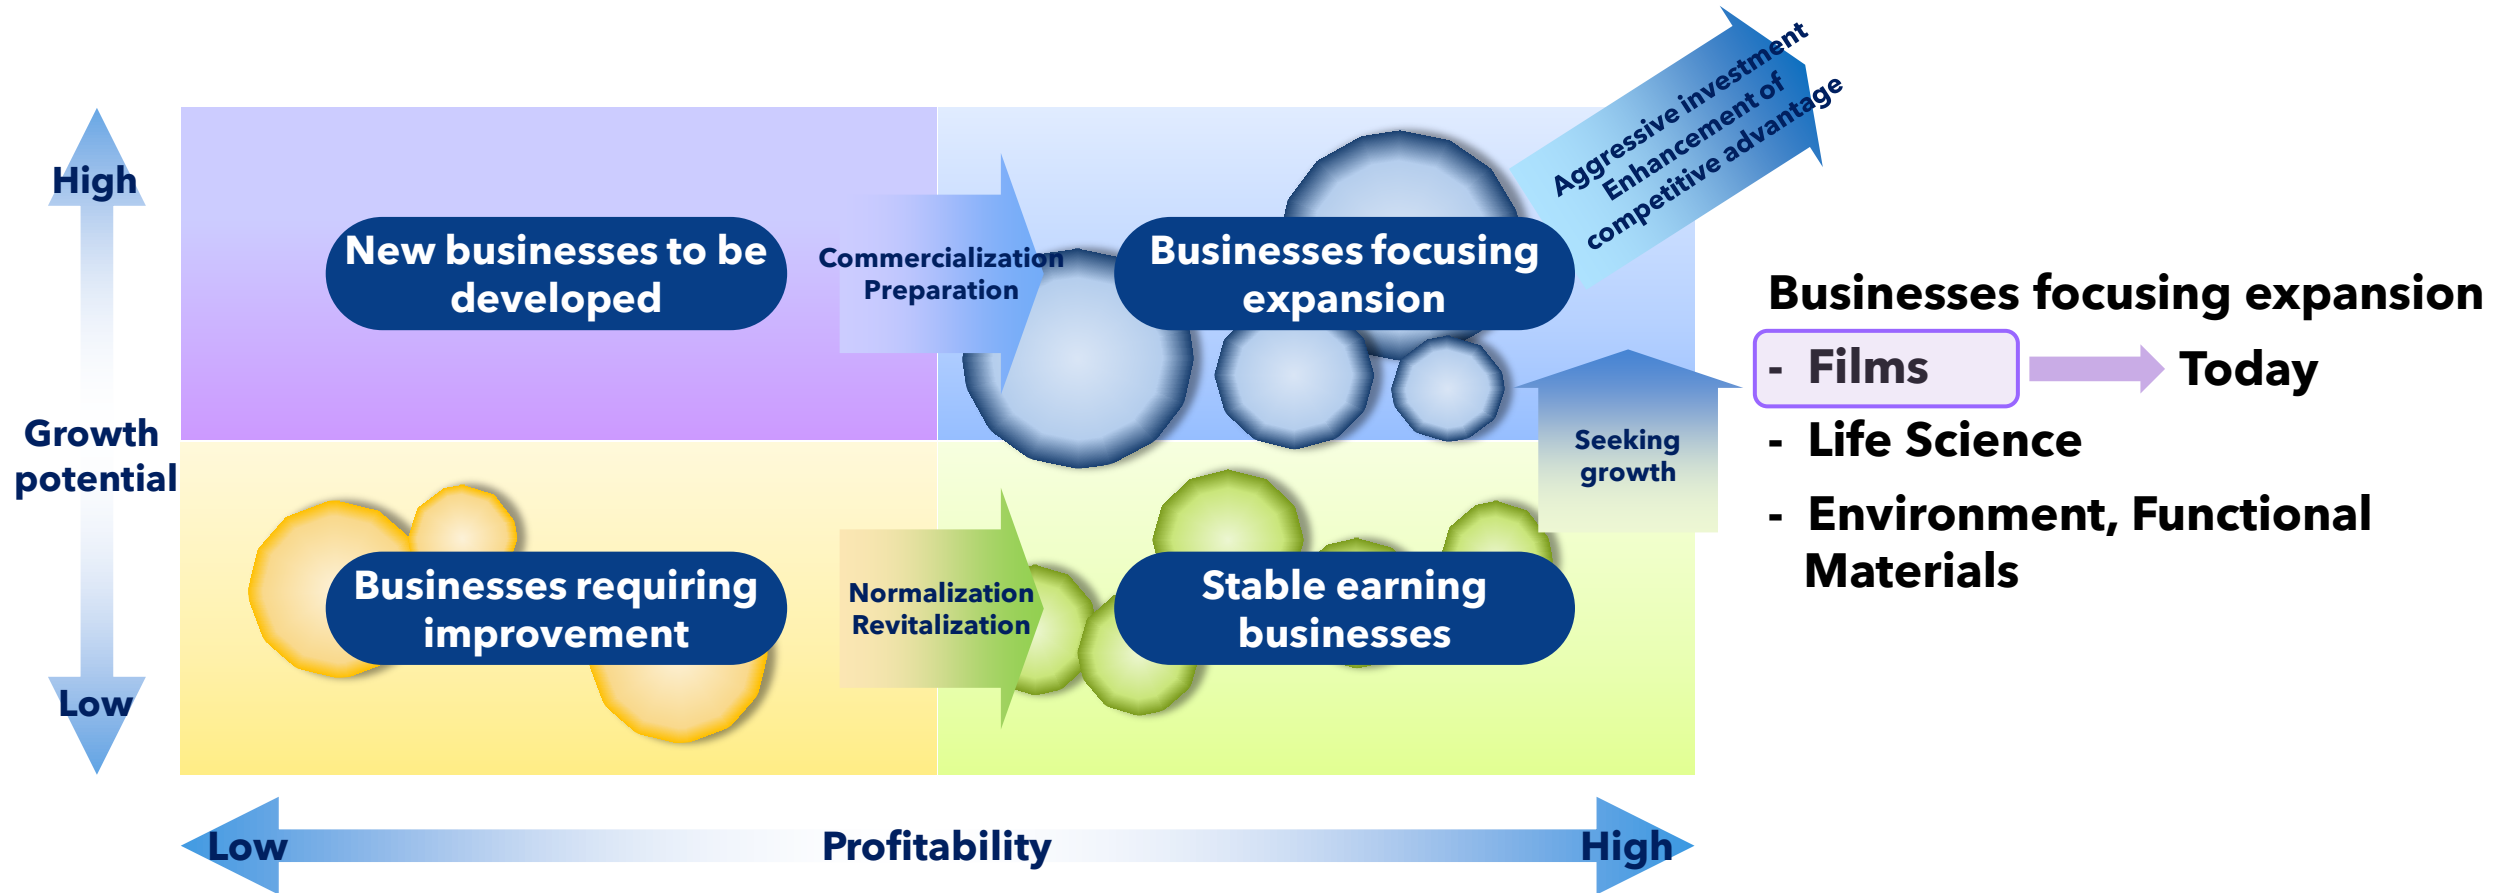 Aggressive investment
Enhancement of
competitive advantage
High
New businesses to be
developed
Commercialization
Preparation
Businesses focusing
expansion
Businesses focusing expansion
- Films
Today
- Life Science
- Environment, Functional
Materials
Growth
potential
Seeking
growth
Businesses requiring
improvement
Normalization
Revitalization
Stable earning
businesses
Low
Low
Profitability
High